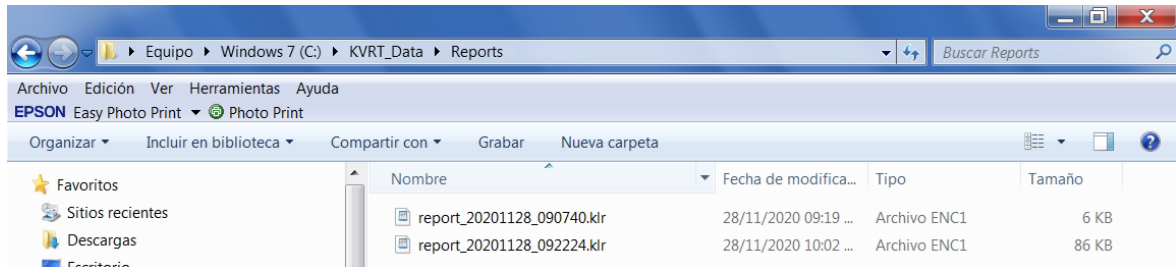 Equipo Windows 7 (C:) KVRT_Data Reports Buscar Reports
Archivo Edición Ver Herramientas Ayuda
EPSON Easy Photo Print Photo Print
Organizar Incluir en biblioteca Compartir con Grabar Nueva carpeta
Favoritos
Sitios recientes
Descargas
Escritorio
Nombre Fecha de modifica... Tipo Tamaño
report_20201128_090740.klr 28/11/2020 09:19 ... Archivo ENC1 6 KB
report_20201128_092224.klr 28/11/2020 10:02 ... Archivo ENC1 86 KB